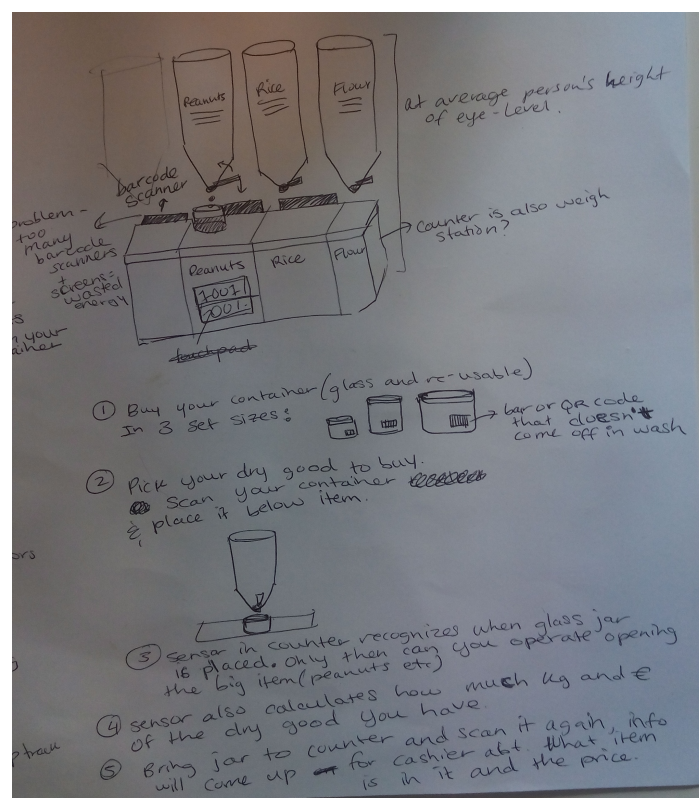 Peanuts
Rice
Flour
at average person's height
of eye-level.
barcode
scanner
problem-
too
many
barcode
scanners
+
screens=
wasted
energy
your
Counter is also weigh
station?
Peanuts
Rice
Flour
touchpad
① Buy your container (glass and re-usable)
In 3 set sizes:
bar or QR code
that doesn't
come off in wash
② Pick your dry good to buy.
Scan your container
& place it below item.
③ sensor in counter recognizes when glass jar
is placed. Only then can you operate opening
the big item (peanuts etc)
④ sensor also calculates how much kg and €
of the dry good you have.
⑤ Bring jar to counter and scan it again, info
will come up for cashier abt. what item
is in it and the price.